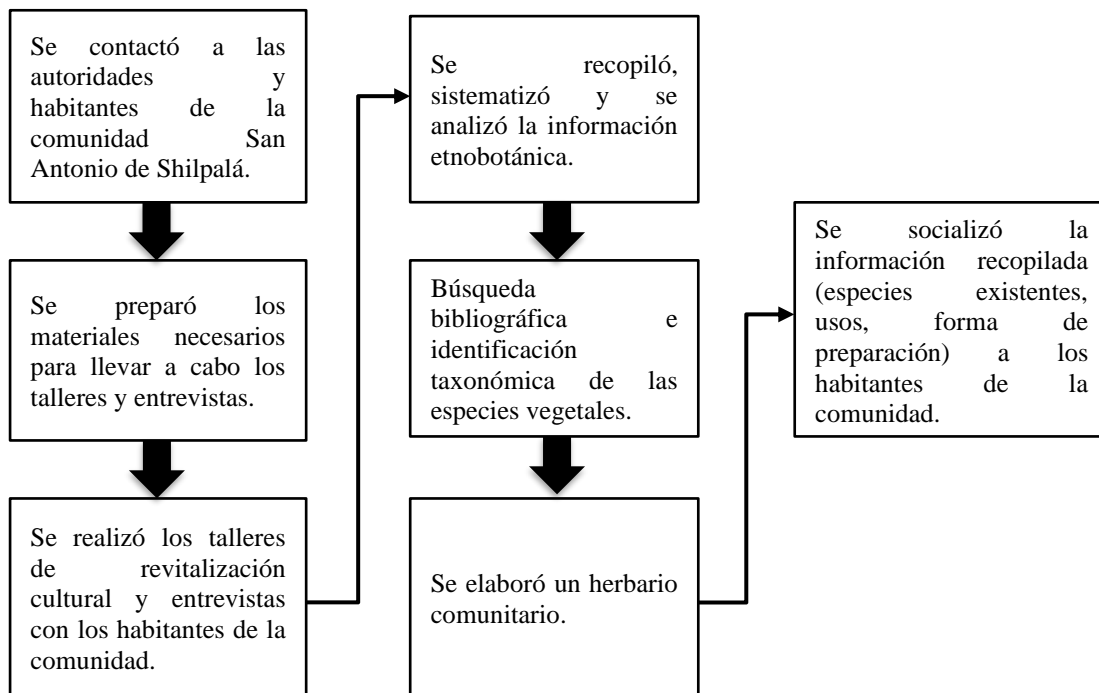 Se contactó a las
autoridades y
habitantes de la
comunidad San
Antonio de Shilpalá.
Se preparó los
materiales necesarios
para llevar a cabo los
talleres y entrevistas.
Se realizó los talleres
de revitalización
cultural y entrevistas
con los habitantes de la
comunidad.
Se recopiló,
sistematizó y se
analizó la información
etnobotánica.
Búsqueda
bibliográfica e
identificación
taxonómica de las
especies vegetales.
Se elaboró un herbario
comunitario.
Se socializó la
información recopilada
(especies existentes,
usos, forma de
preparación) a los
habitantes de la
comunidad.